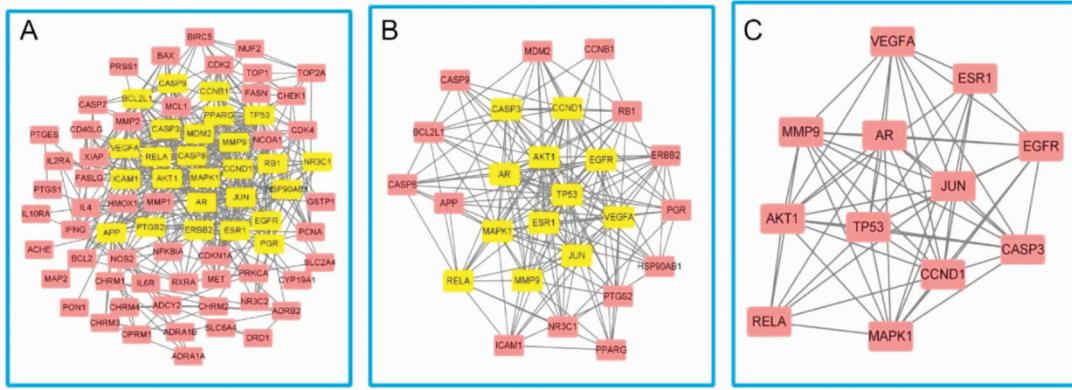 A
BIRC5
BAX
NUF2
PRSS1
CASP9
CDK2
TOP1
TOP2A
BCL2L1
CCNB1
FASN
CHEK1
CASP7
MCL1
PPARG
TP53
MMP2
PTGES
CD40LG
CASP3
MDM2
MMP9
NCOA1
CDK4
VEGFA
RELA
CASP8
IL2RA
XIAP
CCND1
RB1
NR3C1
FASLG
ICAM1
AKT1
MAPK1
HSP90AB1
PTGS1
HMOX1
MMP1
AR
JUN
GSTP1
IL10RA
IL4
IFNG
APP
PTGS2
ERBB2
ESR1
EGFR
PCNA
ACHE
PGR
BCL2
NOS2
NFKBIA
CDKN1A
SLC2A4
MAP2
CHRM1
IL6R
RXRA
MET
PRKCA
CYP19A1
PON1
CHRM4
ADCY2
CHRM2
NR3C2
ADRB2
CHRM3
OPRM1
ADRA1B
SLC6A4
DRD1
ADRA1A
B
MDM2
CCNB1
CASP9
CASP3
CCND1
RB1
BCL2L1
AKT1
EGFR
ERBB2
CASP8
AR
APP
TP53
VEGFA
PGR
MAPK1
ESR1
JUN
HSP90AB1
RELA
MMP9
PTGS2
NR3C1
ICAM1
PPARG
C
VEGFA
ESR1
MMP9
AR
EGFR
JUN
AKT1
TP53
CASP3
CCND1
RELA
MAPK1